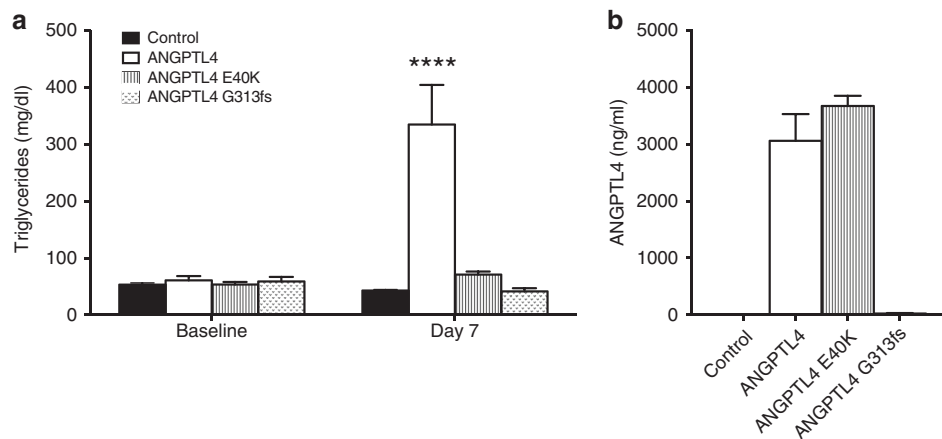 a
Triglycerides (mg/dl)
500
400
300
200
100
0
Control
ANGPTL4
ANGPTL4 E40K
ANGPTL4 G313fs
****
Baseline
Day 7
b
ANGPTL4 (ng/ml)
5000
4000
3000
2000
1000
0
Control
ANGPTL4
ANGPTL4 E40K
ANGPTL4 G313fs